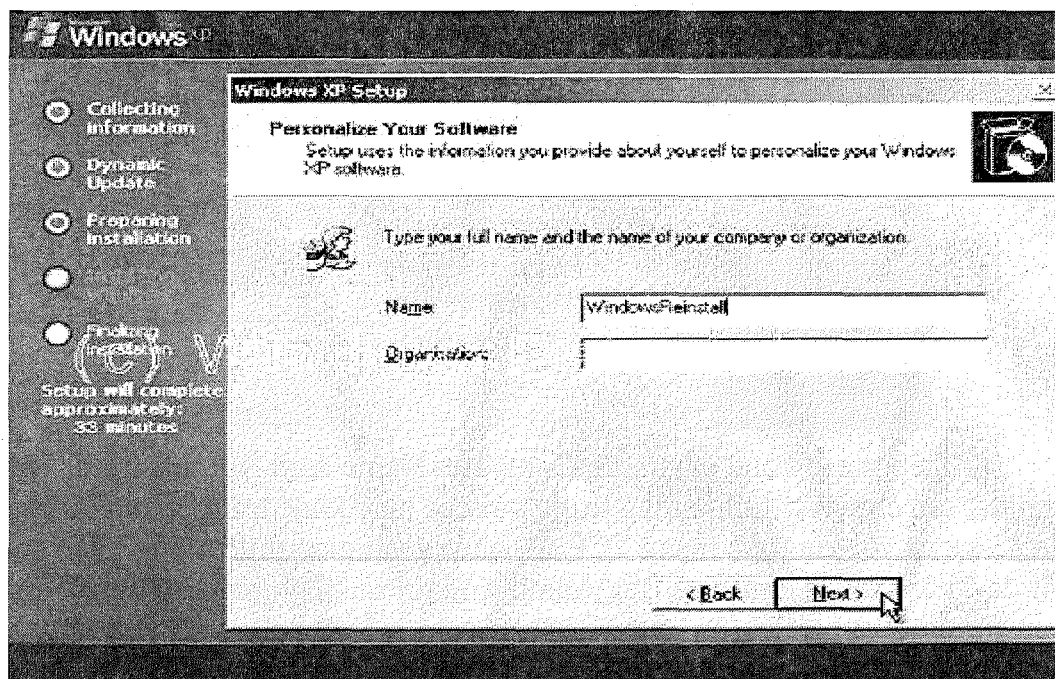 Windows xp
Collecting
information
Dynamic
Update
Preparing
installation
Finalizing
installation
(c) V
Setup will complete
approximately:
33 minutes
Windows XP Setup
Personalize Your Software
Setup uses the information you provide about yourself to personalize your Windows
XP software.
Type your full name and the name of your company or organization.
Name:
WindowsReinstall
Organization:
< Back
Next >